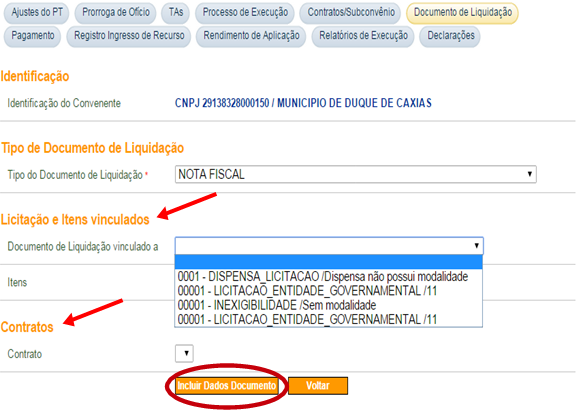 Ajustes do PT Prorroga de Ofício TAs Processo de Execução Contratos/Subconvênio Documento de Liquidação
Pagamento Registro Ingresso de Recurso Rendimento de Aplicação Relatórios de Execução Declarações
Identificação
Identificação do Convenente CNPJ 29138328000150 / MUNICIPIO DE DUQUE DE CAXIAS
Tipo de Documento de Liquidação
Tipo do Documento de Liquidação * NOTA FISCAL
Licitação e Itens vinculados
Documento de Liquidação vinculado a
0001 - DISPENSA_LICITACAO /Dispensa não possui modalidade
Itens 00001 - LICITACAO_ENTIDADE_GOVERNAMENTAL /11
00001 - INEXIGIBILIDADE /Sem modalidade
00001 - LICITACAO_ENTIDADE_GOVERNAMENTAL /11
Contratos
Contrato
Incluir Dados Documento Voltar